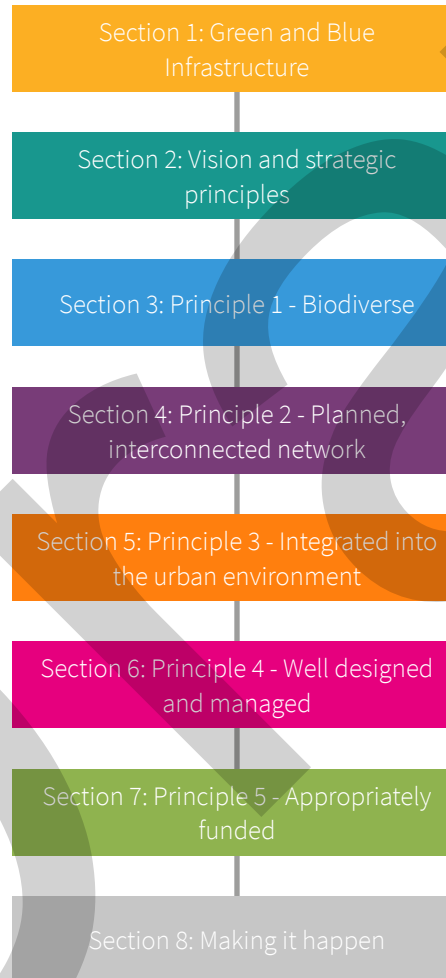 Section 1: Green and Blue
Infrastructure
Section 2: Vision and strategic
principles
Section 3: Principle 1 - Biodiverse
Section 4: Principle 2 - Planned,
interconnected network
Section 5: Principle 3 - Integrated into
the urban environment
Section 6: Principle 4 - Well designed
and managed
Section 7: Principle 5 - Appropriately
funded
Section 8: Making it happen